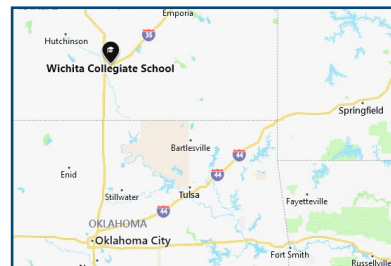 Emporia
Hutchinson
35
Wichita Collegiate School
Springfield
Bartlesville
44
Enid
44
Stillwater
Tulsa
Fayetteville
44
OKLAHOMA
Oklahoma City
Fort Smith
Russellville